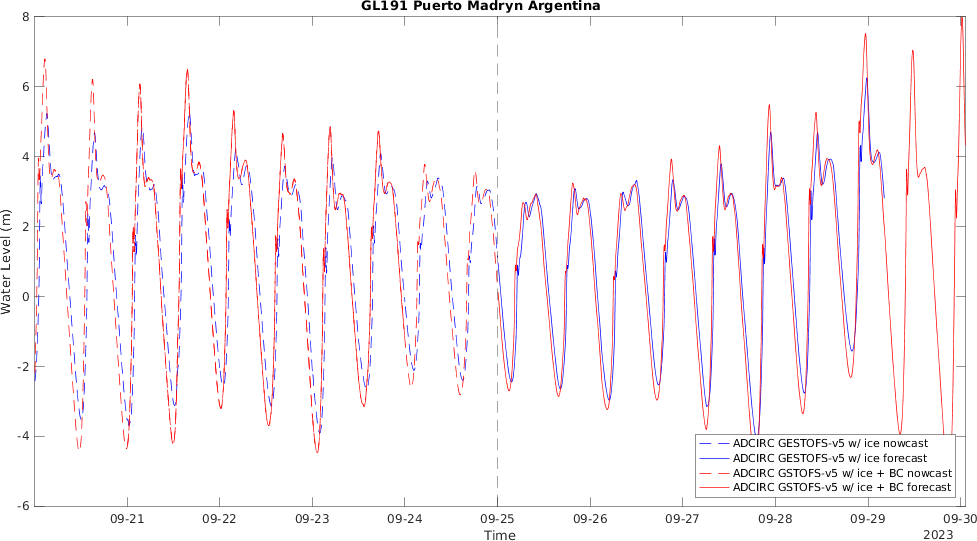 GL191 Puerto Madryn Argentina
8
6
4
2
0
-2
-4
-6
Water Level (m)
ADCIRC GESTOFS-v5 w/ ice nowcast
ADCIRC GESTOFS-v5 w/ ice forecast
ADCIRC GSTOFS-v5 w/ ice + BC nowcast
ADCIRC GSTOFS-v5 w/ ice + BC forecast
09-21 09-22 09-23 09-24 09-25 09-26 09-27 09-28 09-29 09-30
Time
2023